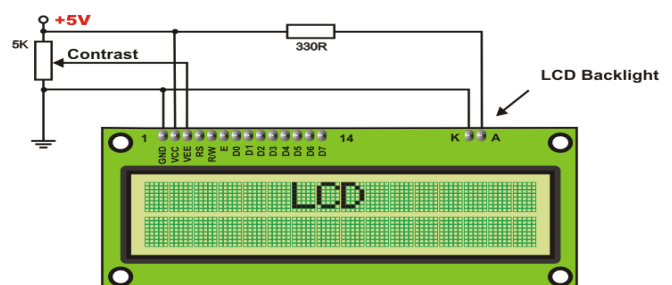 +5V
5K
Contrast
330R
LCD Backlight
1 14 K A
GND VCC VEE RS R/W E D0 D1 D2 D3 D4 D5 D6 D7
LCD